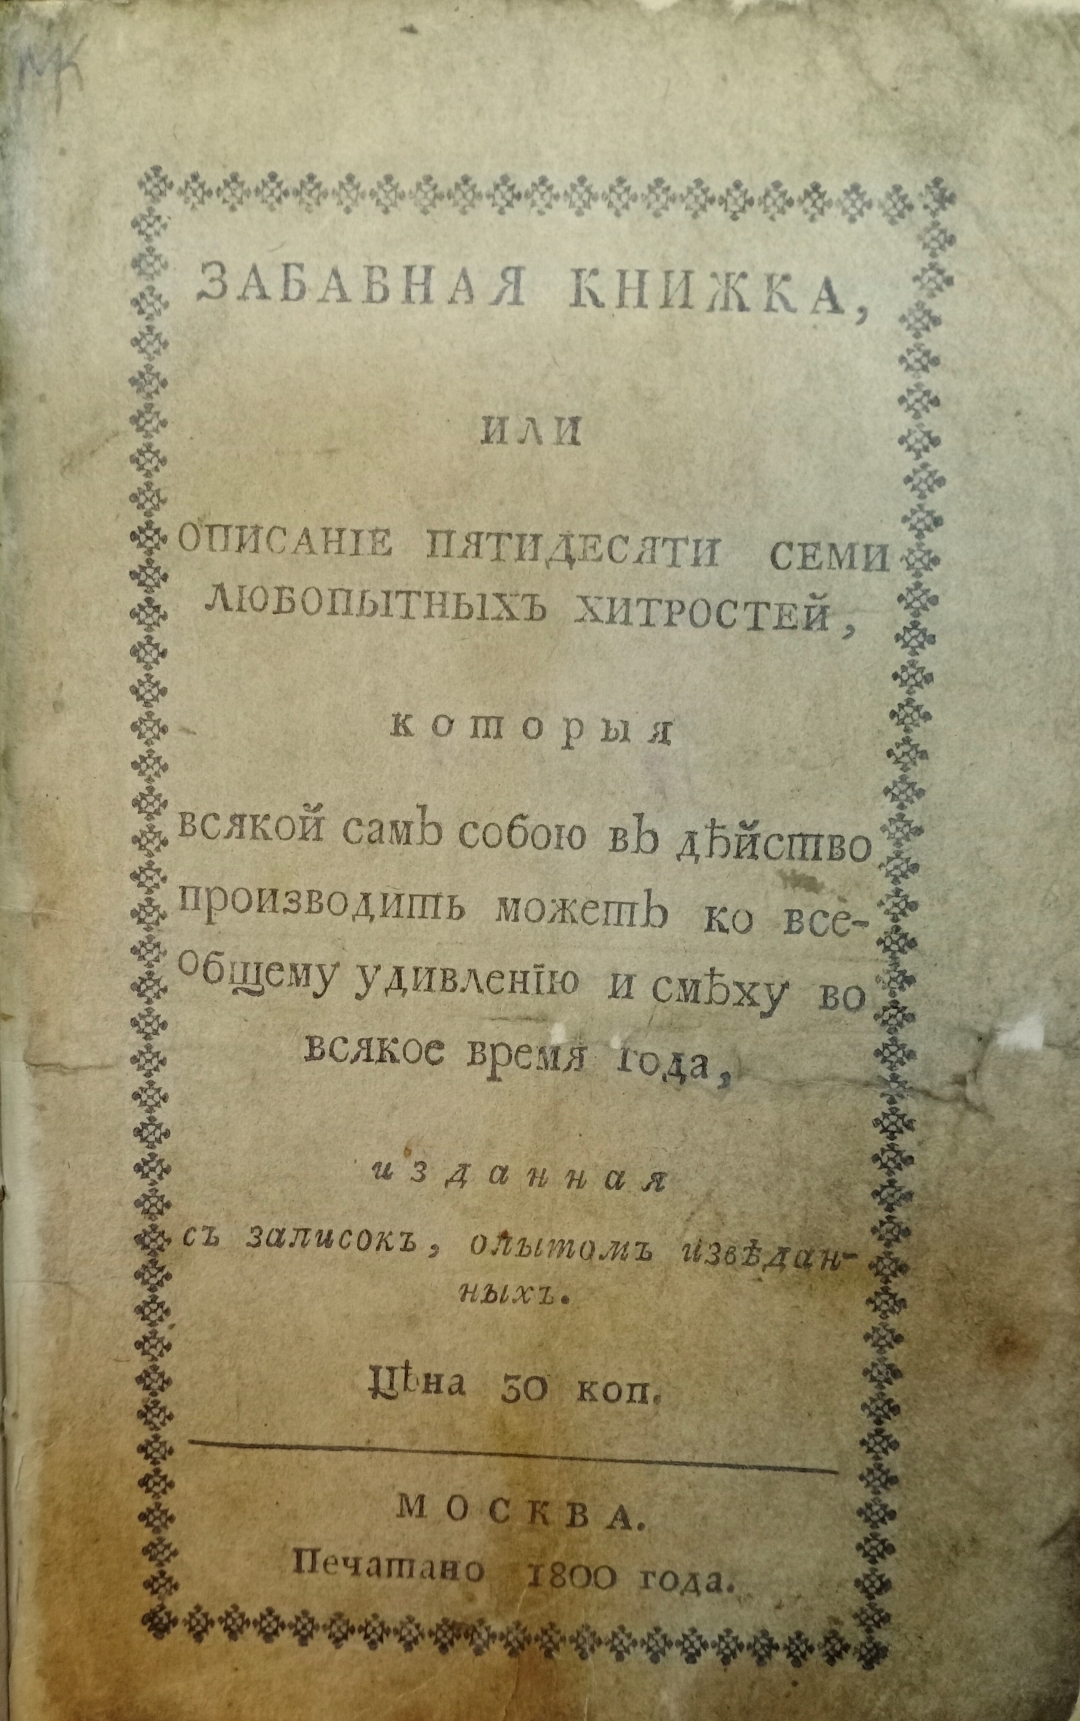 МК
ЗАБАВНАЯ КНИЖКА,
ИЛИ
ОПИСАНІЕ ПЯТИДЕСЯТИ СЕМИ
ЛЮБОПЫТНЫХЪ ХИТРОСТЕЙ,
которыя
всякой самъ собою въ дѣйство
производить можетъ ко все-
общему удивленїю и смѣху во
всякое время года,
изданная
съ записокъ, опытомъ извѣдан-
ныхъ.
Цѣна 30 коп.
МОСКВА.
Печатано 1800 года.